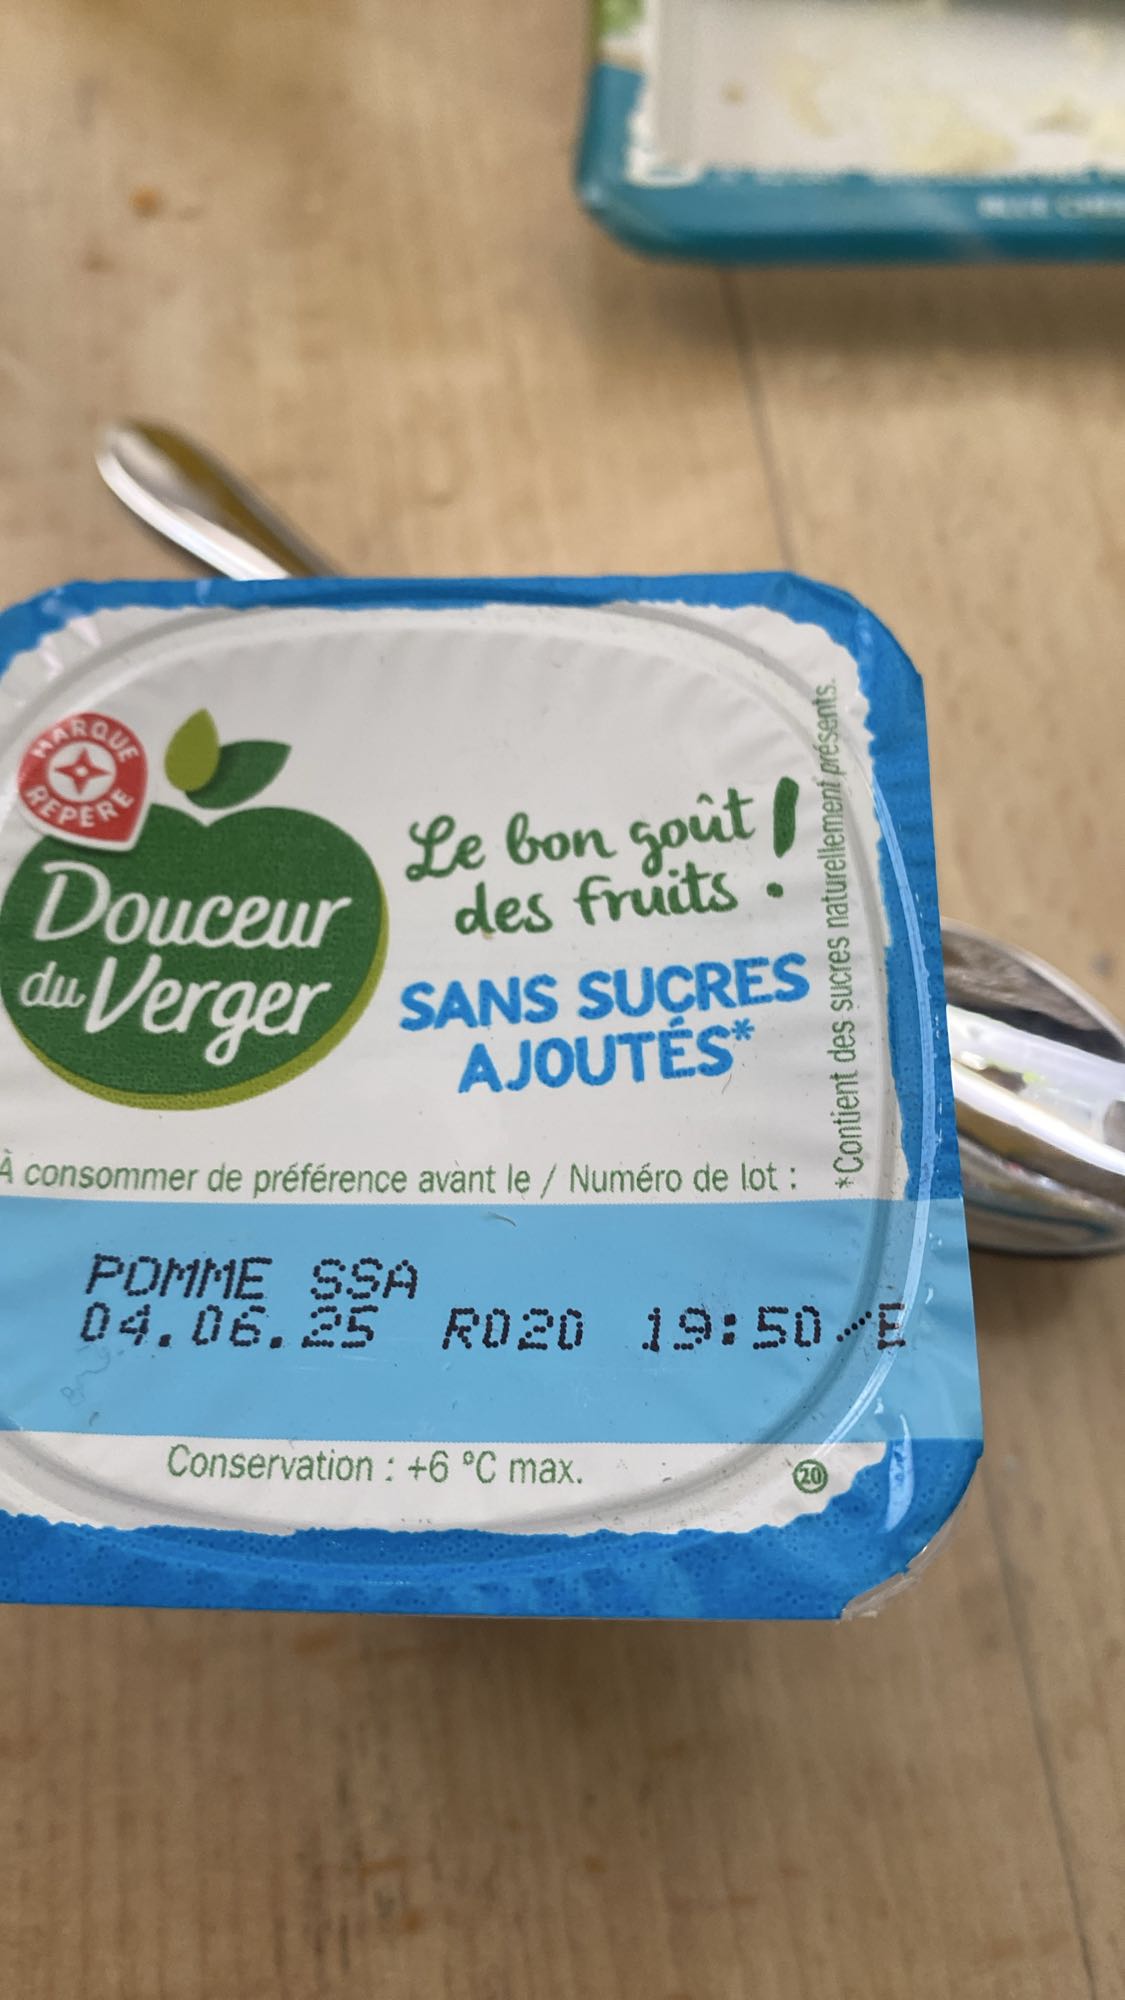 MARQUE
REPÈRE
Douceur
du Verger
Le bon goût
des fruits !
SANS SUCRES
AJOUTÉS*
*Contient des sucres naturellement présents.
À consommer de préférence avant le / Numéro de lot :
POMME SSA
04.06.25 R020 19:50 E
Conservation : +6 °C max.
20